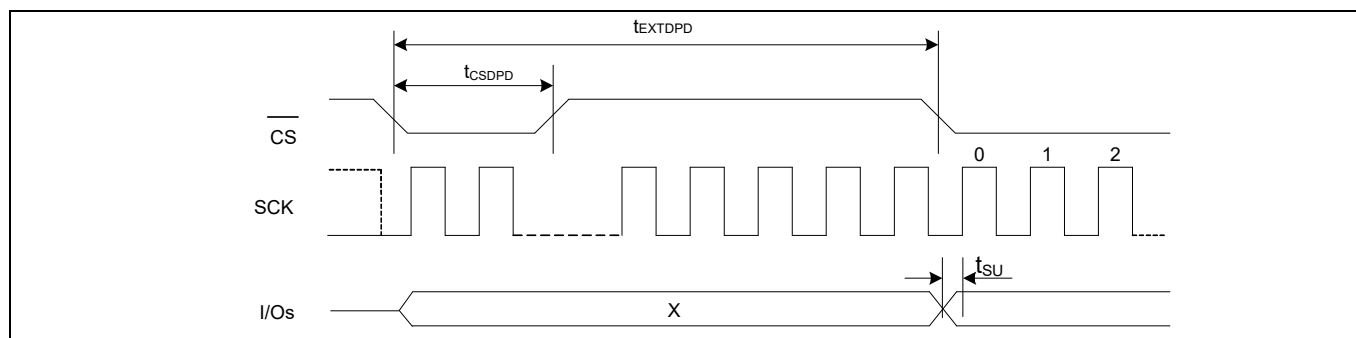 tEXTDPD
tCSDPD
CS
0 1 2
SCK
tSU
X
I/Os